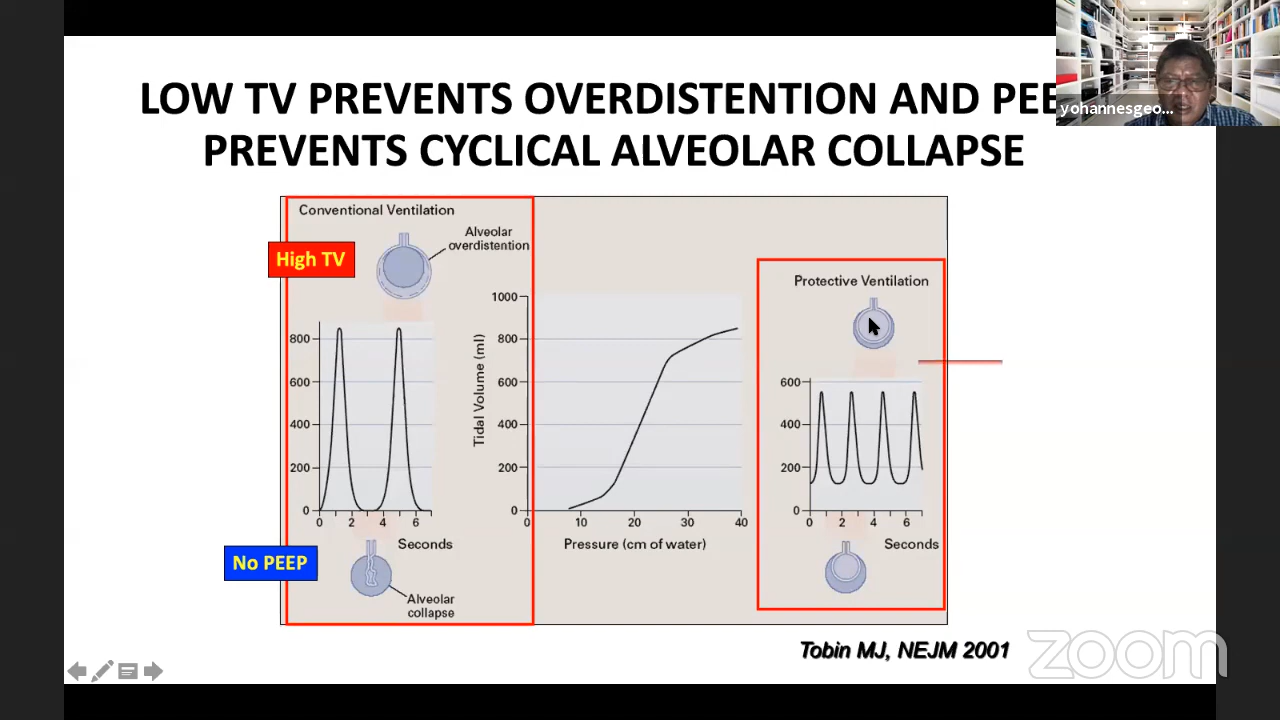 LOW TV PREVENTS OVERDISTENTION AND PEE
PREVENTS CYCLICAL ALVEOLAR COLLAPSE
yohannesgeo...
Conventional Ventilation
Alveolar
overdistention
High TV
800
600
400
200
0
0 2 4 6
Seconds
No PEEP
Alveolar
collapse
Tidal Volume (ml)
1000
800
600
400
200
0
0 10 20 30 40
Pressure (cm of water)
Protective Ventilation
600
400
200
0
0 2 4 6
Seconds
Tobin MJ, NEJM 2001
zoom